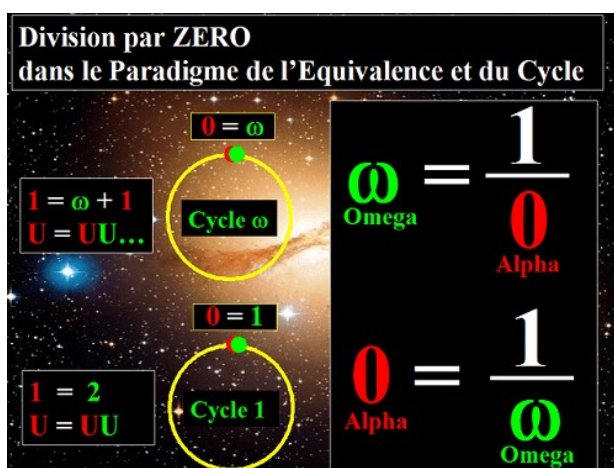 Division par ZERO
dans le Paradigme de l'Equivalence et du Cycle
0 = ω
1 = ω + 1
U = UU...
Cycle ω
0 = 1
1 = 2
U = UU
Cycle 1
ω = 1/0
Omega
Alpha
0 = 1/ω
Alpha
Omega